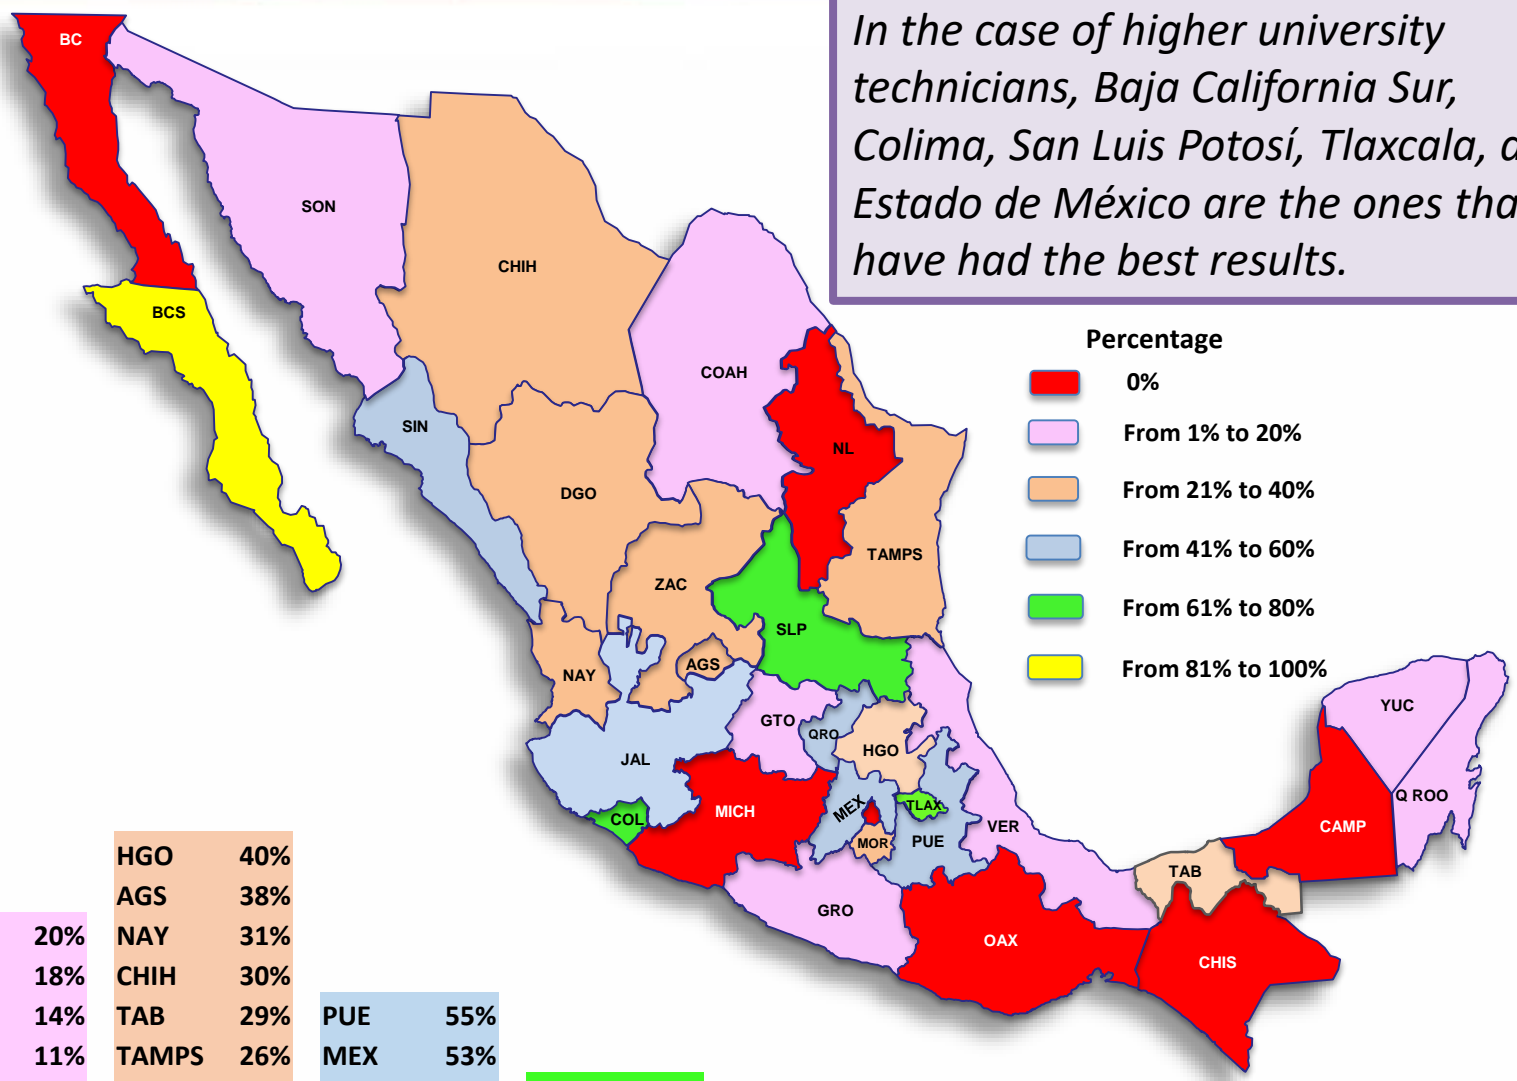 In the case of higher university
technicians, Baja California Sur,
Colima, San Luis Potosí, Tlaxcala,
Estado de México are the ones
have had the best results.
Percentage
0%
From 1% to 20%
From 21% to 40%
From 41% to 60%
From 61% to 80%
From 81% to 100%
BC
SON
CHIH
BCS
COAH
SIN
NL
DGO
TAMPS
ZAC
SLP
AGS
NAY
GTO
QRO
HGO
JAL
YUC
Q ROO
MEX
TLAX
COL
MICH
MOR
PUE
VER
CAMP
TAB
GRO
OAX
CHIS
HGO 40%
AGS 38%
20% NAY 31%
18% CHIH 30%
14% TAB 29% PUE 55%
11% TAMPS 26% MEX 53%